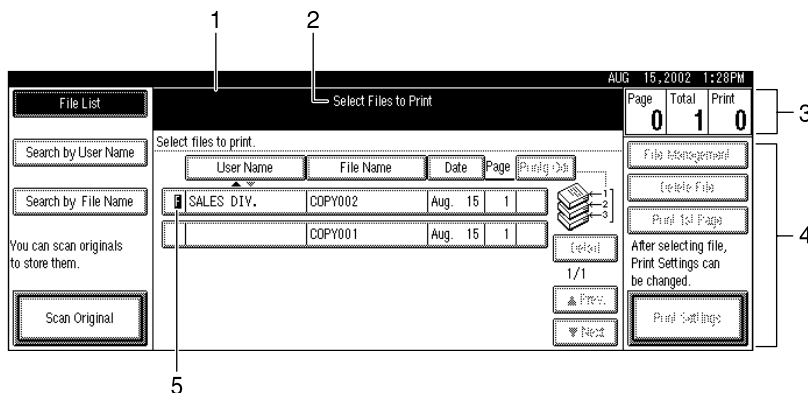 1
2
AUG 15,2002 1:28PM
File List
Select Files to Print
Page
Total
Print
0
1
0
3
Search by User Name
Select files to print.
User Name
File Name
Date
Page
File Management
Search by File Name
SALES DIV.
COPY002
Aug. 15
1
1
2
3
Delete File
Print 1st Page
4
You can scan originals
to store them.
COPY001
Aug. 15
1
Detail
1/1
After selecting file,
Print Settings can
be changed.
Scan Original
▲ Prev.
▼ Next
Print Settings
5